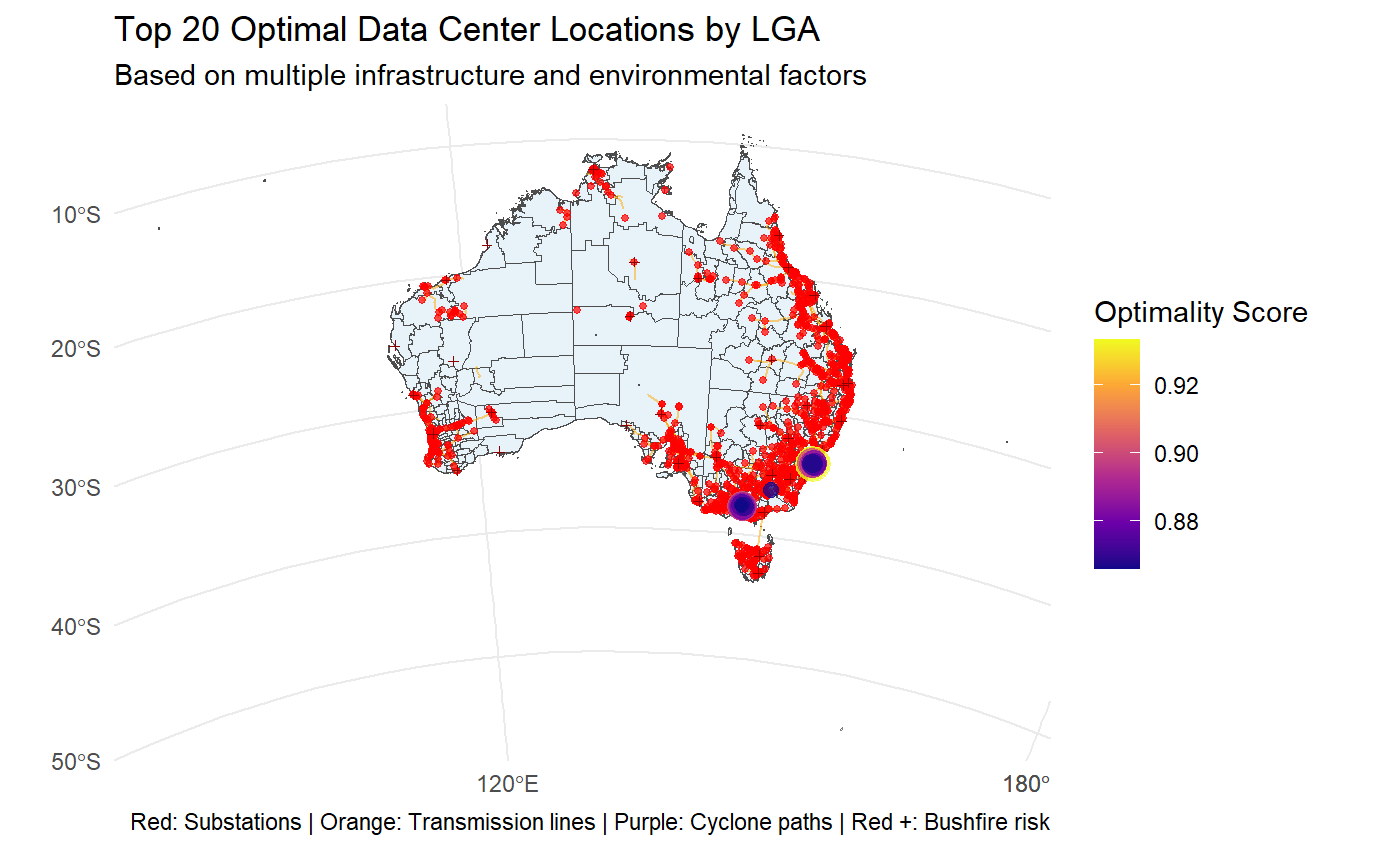 Top 20 Optimal Data Center Locations by LGA
Based on multiple infrastructure and environmental factors
10°S
20°S
30°S
40°S
50°S
120°E
180°
Optimality Score
0.92
0.90
0.88
Red: Substations | Orange: Transmission lines | Purple: Cyclone paths | Red +: Bushfire risk